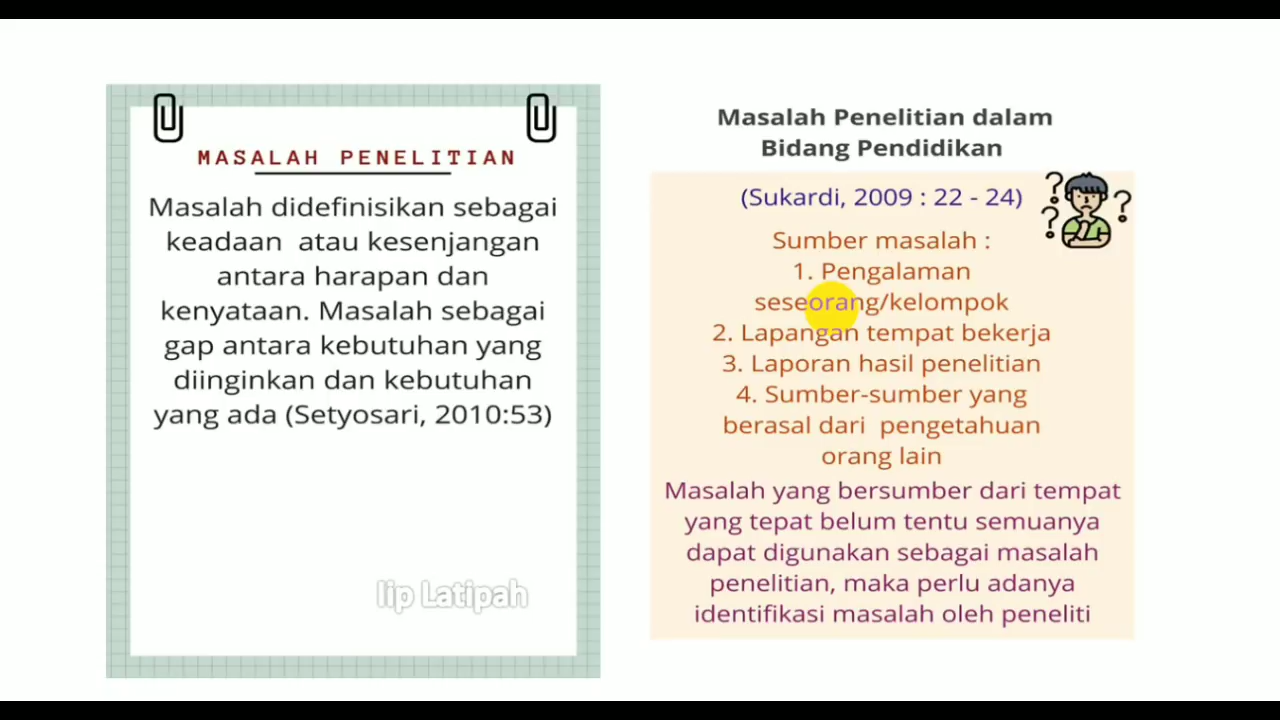 MASALAH PENELITIAN
Masalah didefinisikan sebagai
keadaan atau kesenjangan
antara harapan dan
kenyataan. Masalah sebagai
gap antara kebutuhan yang
diinginkan dan kebutuhan
yang ada (Setyosari, 2010:53)
Iip Latipah
Masalah Penelitian dalam
Bidang Pendidikan
(Sukardi, 2009 : 22 - 24)
Sumber masalah :
1. Pengalaman
seseorang/kelompok
2. Lapangan tempat bekerja
3. Laporan hasil penelitian
4. Sumber-sumber yang
berasal dari pengetahuan
orang lain
Masalah yang bersumber dari tempat
yang tepat belum tentu semuanya
dapat digunakan sebagai masalah
penelitian, maka perlu adanya
identifikasi masalah oleh peneliti